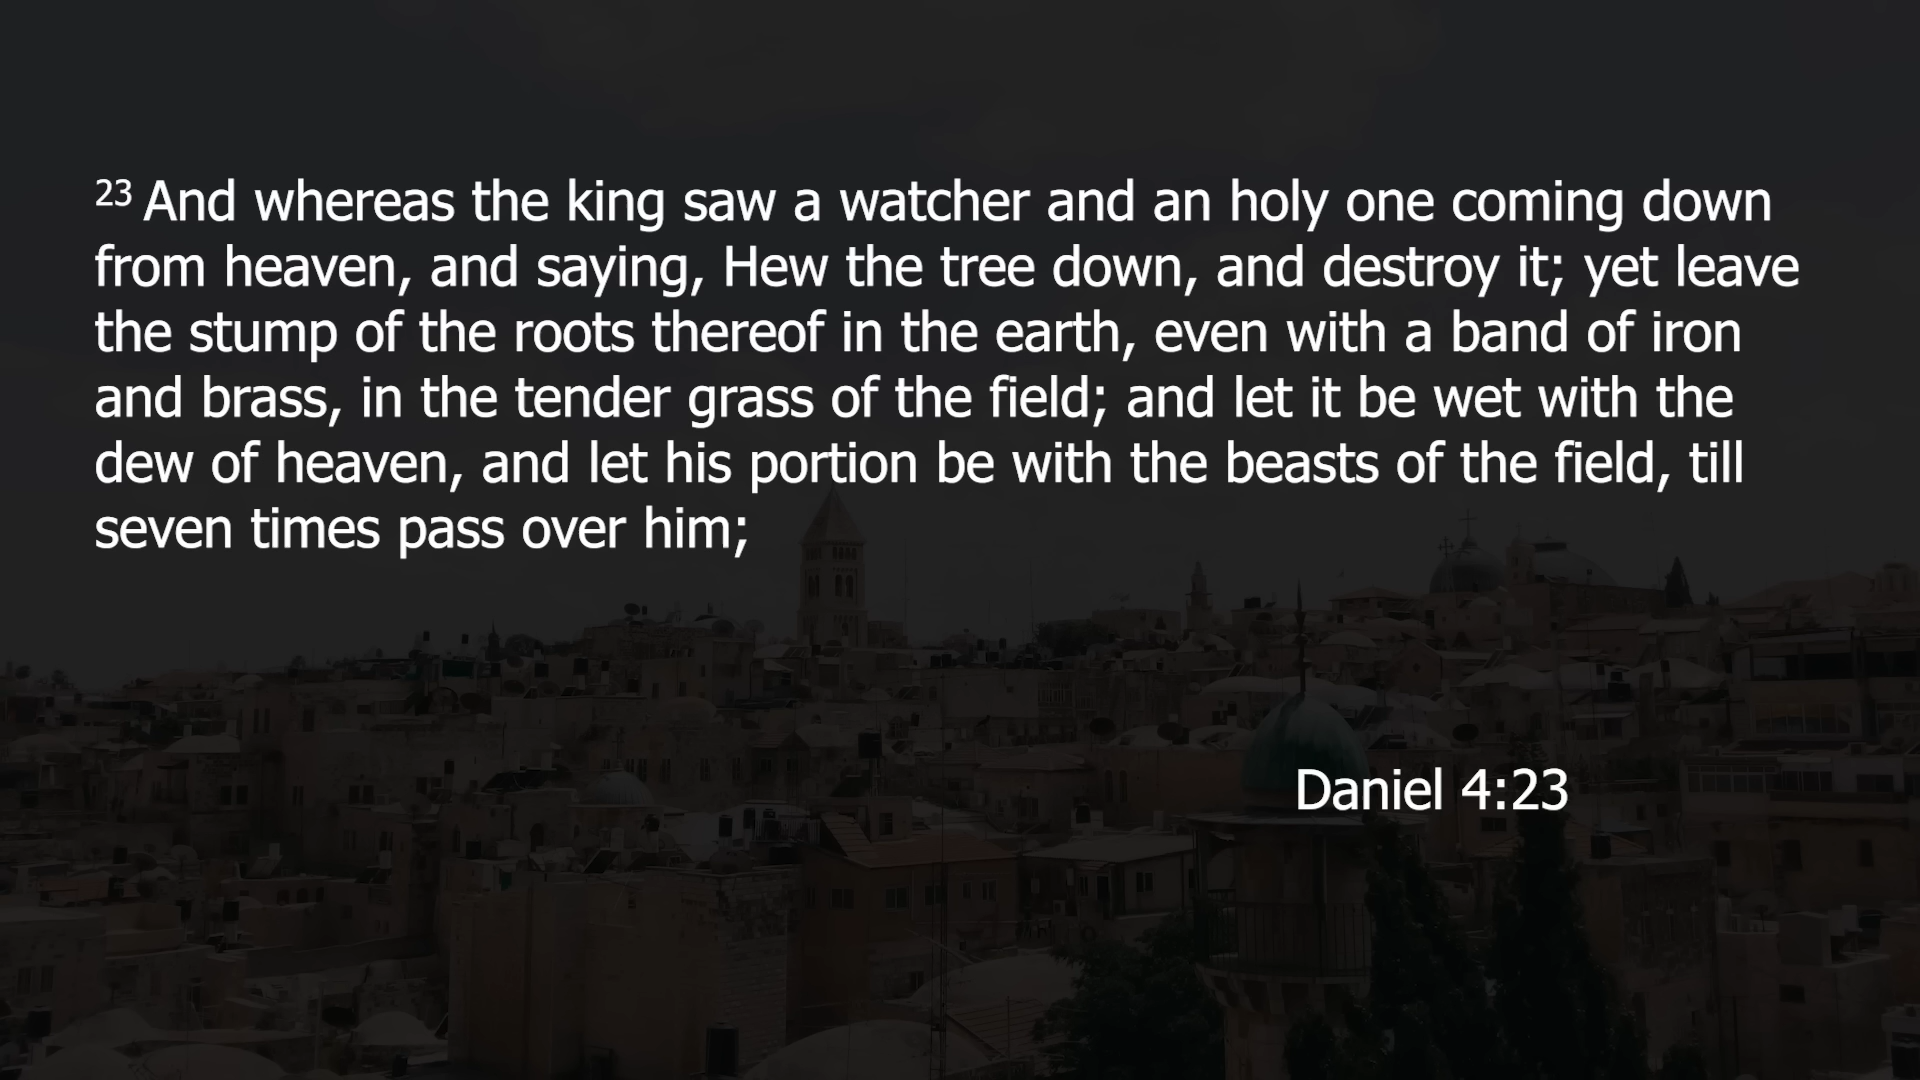 23 And whereas the king saw a watcher and an holy one coming down
from heaven, and saying, Hew the tree down, and destroy it; yet leave
the stump of the roots thereof in the earth, even with a band of iron
and brass, in the tender grass of the field; and let it be wet with the
dew of heaven, and let his portion be with the beasts of the field, till
seven times pass over him;
Daniel 4:23